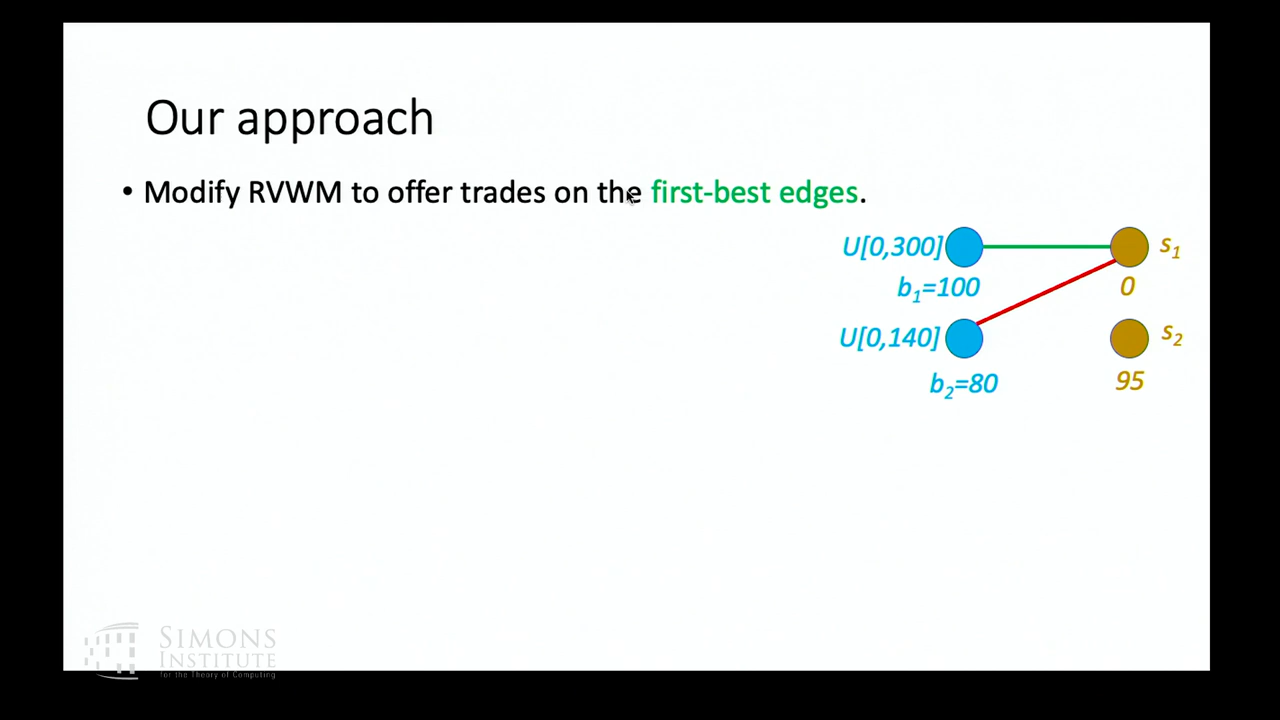 Our approach
• Modify RVWM to offer trades on the first-best edges.
U[0,300] s1
b1=100 0
U[0,140] s2
b2=80 95
SIMONS
INSTITUTE
for the Theory of Computing